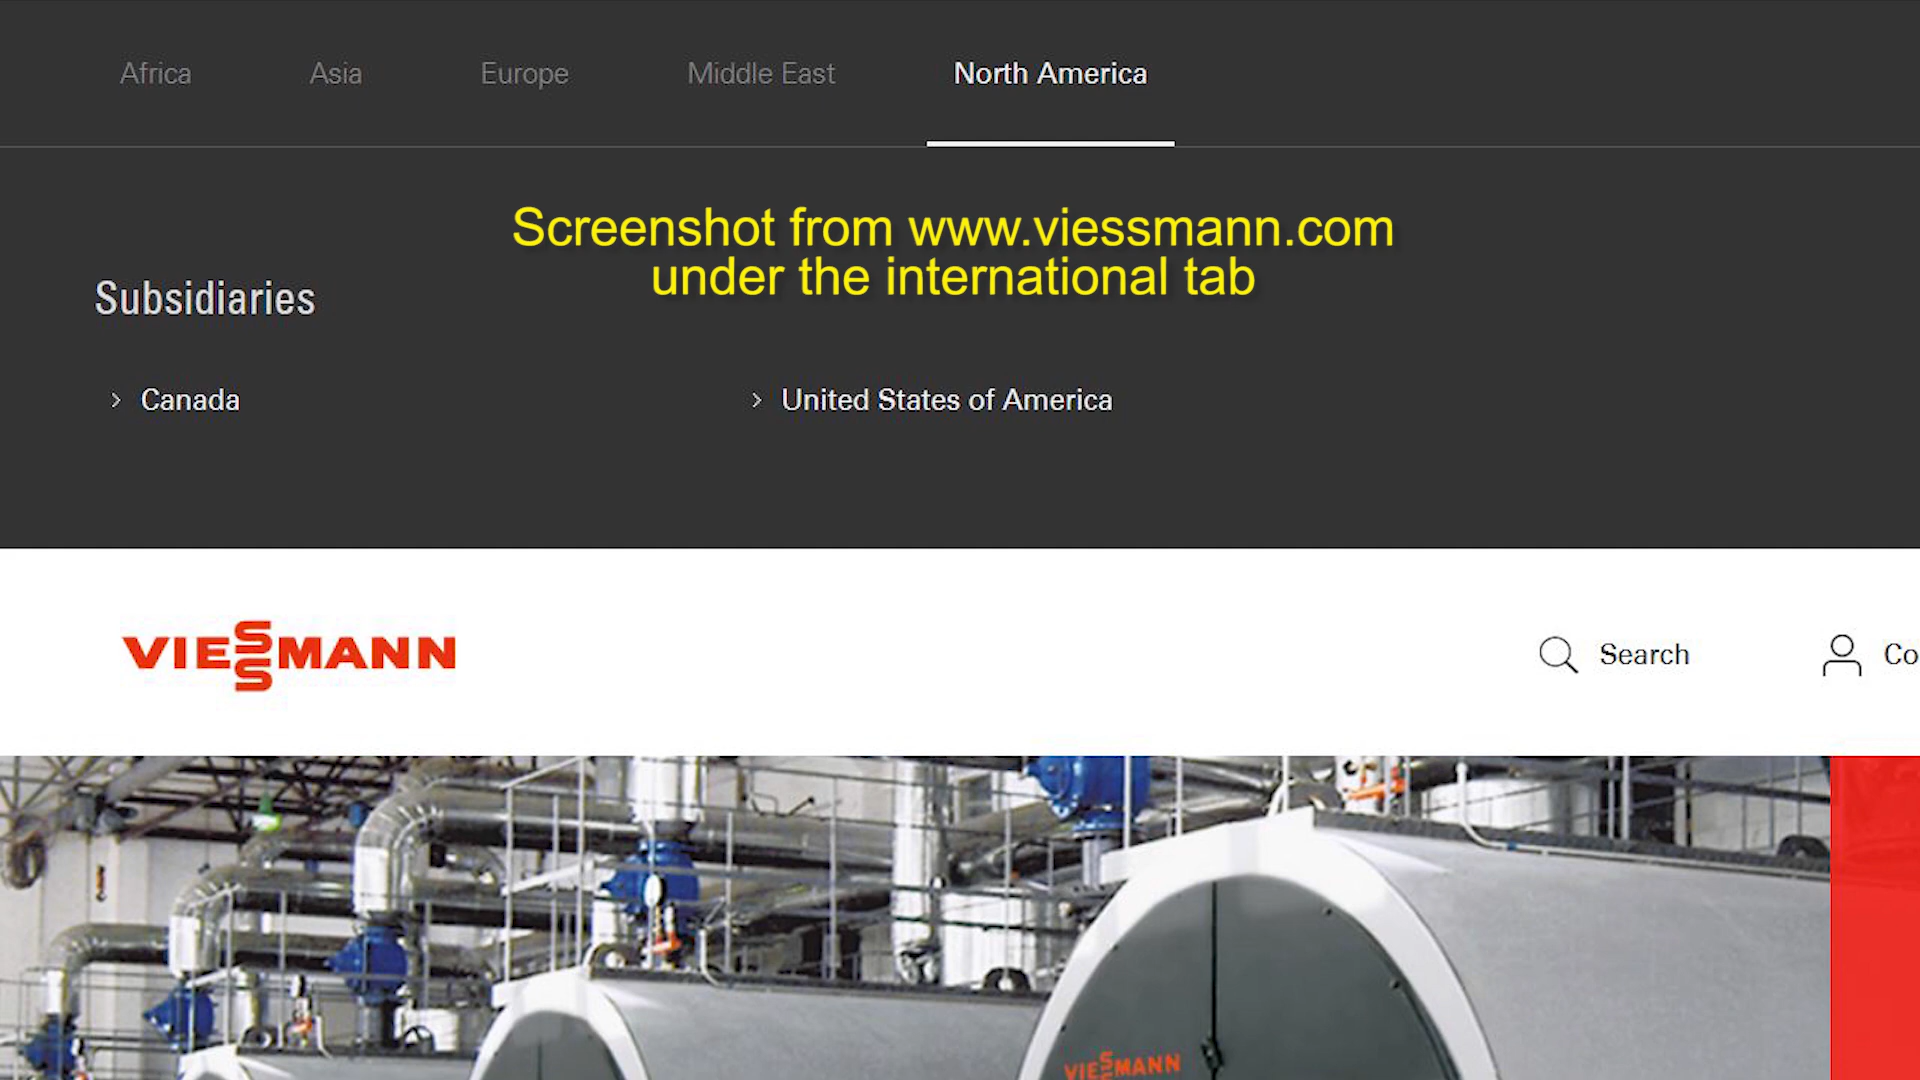 Africa Asia Europe Middle East North America
Screenshot from www.viessmann.com
under the international tab
Subsidiaries
Canada United States of America
VIESSMANN
Search Co
VIESSMANN